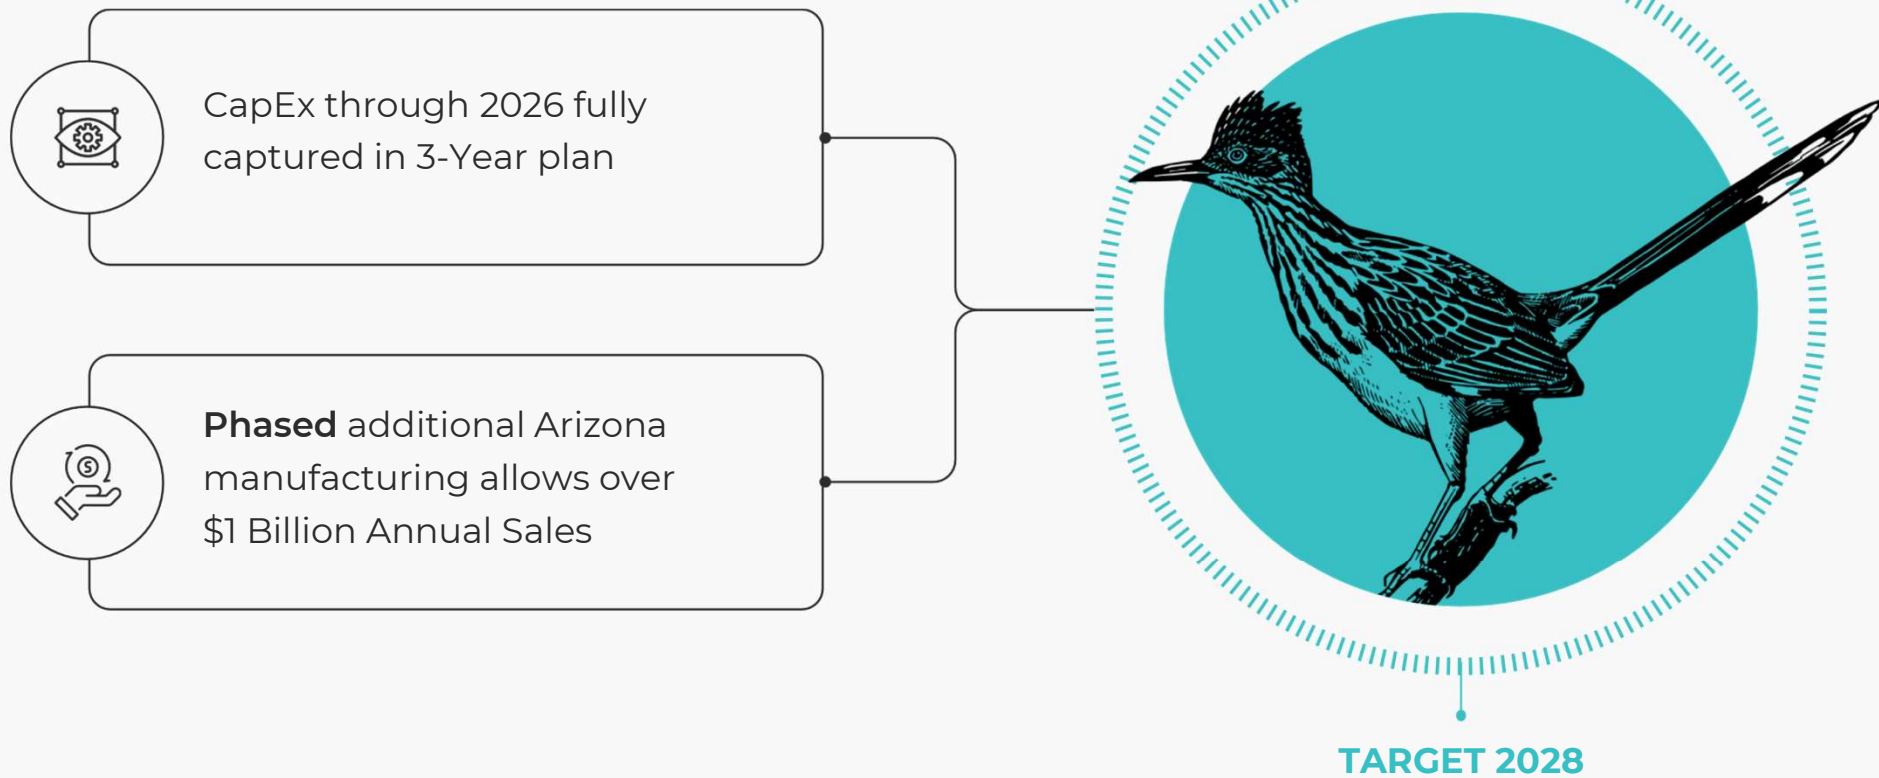 CapEx through 2026 fully
captured in 3-Year plan
Phased additional Arizona
manufacturing allows over
$1 Billion Annual Sales
TARGET 2028